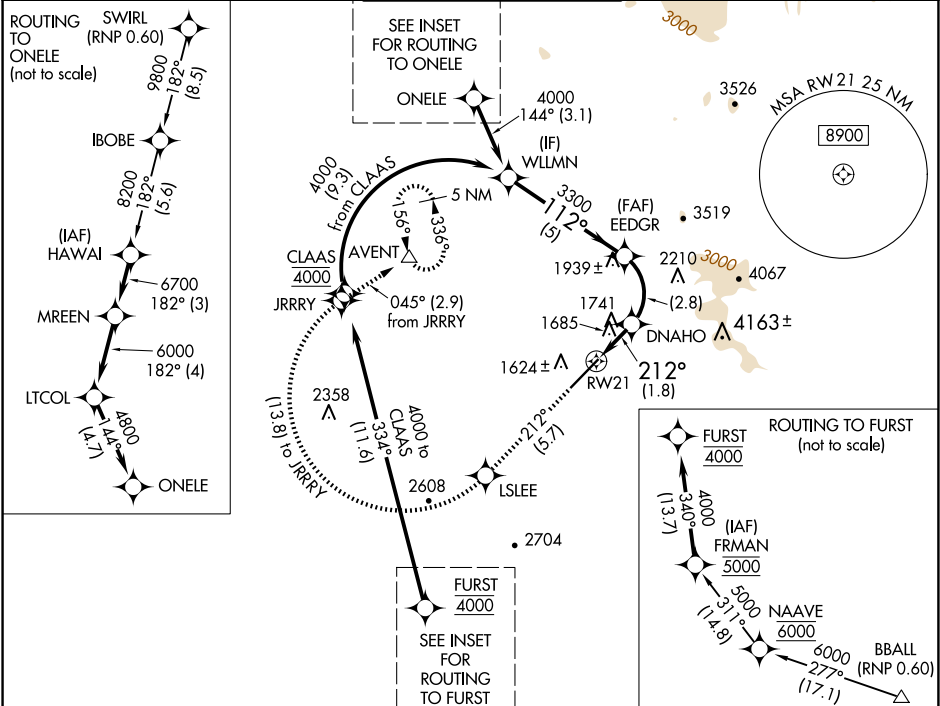 ROUTING
TO
ONELE
(not to scale)
SWIRL
(RNP 0.60)
9800
182°
(8.5)
IBOBE
8200
182°
(5.6)
(IAF)
HAWAI
6700
182° (3)
MREEN
6000
182° (4)
LTCOL
4800
144°
(4.7)
ONELE
SEE INSET
FOR ROUTING
TO ONELE
ONELE
4000
144° (3.1)
(IF)
WLLMN
4000
(9.3)
from CLAAS
5 NM
156°
336°
AVENT
CLAAS
4000
JRRRY
045° (2.9)
from JRRRY
3300
112°
(5)
(FAF)
EEDGR
1939 ±
2210
(2.8)
1741
1685
DNAHO
1624 ±
RW21
212°
(1.8)
3000
3526
3519
3000
4067
4163 ±
MSA RW 21 25 NM
8900
2358
(13.8) to JRRRY
4000 to
CLAAS
334°
(11.6)
212°
(5.7)
LSLEE
2608
2704
FURST
4000
SEE INSET
FOR
ROUTING
TO FURST
ROUTING TO FURST
(not to scale)
FURST
4000
4000
340°
(13.7)
(IAF)
FRMAN
5000
5000
311°
(14.8)
NAAVE
6000
6000
277°
(17.1)
BBALL
(RNP 0.60)